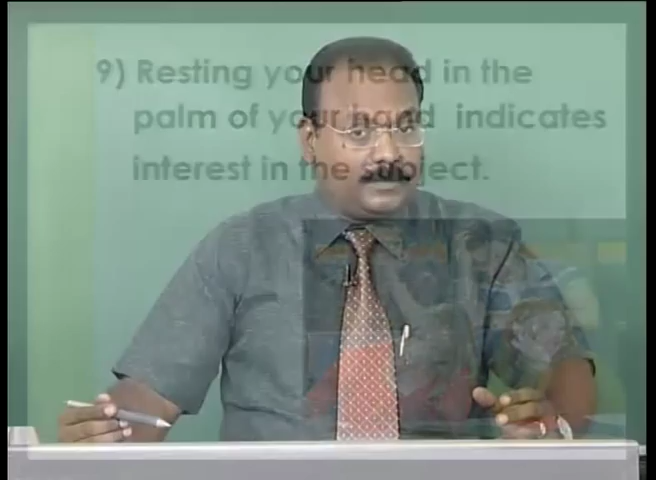 9) Resting your head in the
palm of your hand indicates
interest in the subject.